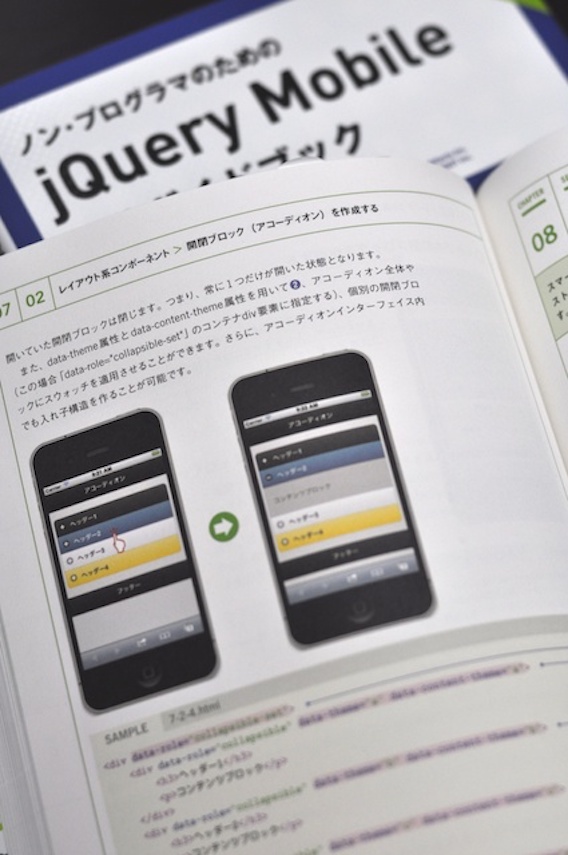 ノン・プログラマのための
jQuery Mobile
ガイドブック
07 02 レイアウト系コンポーネント > 開閉ブロック（アコーディオン）を作成する
開いていた開閉ブロックは閉じます。つまり、常に1つだけが開いた状態となります。
また、data-theme属性とdata-content-theme属性を用いて❷、アコーディオン全体や
（この場合「data-role="collapsible-set"」のコンテナdiv要素に指定する）、個別の開閉ブロ
ックにスウォッチを適用させることができます。さらに、アコーディオンインターフェイス内
でも入れ子構造を作ることが可能です。
Carrier 9:21 AM
アコーディオン
ヘッダー1
ヘッダー2
ヘッダー3
ヘッダー4
フッター
Carrier
アコーディオン
ヘッダー1
ヘッダー2
コンテンツブロック
ヘッダー3
ヘッダー4
フッター
SAMPLE 7-2-4.html
<div data-role="collapsible-set" data-theme= data-content-theme=
<div data-role="collapsible" data-theme= data-content-theme=
<h3>ヘッダー1</h3>
<p>コンテンツブロック</p>
</div>
<div data-role="collapsible"
<h3>ヘッダー2</h3>
<p>コンテンツブロック</p>
CHAPTER
08
スマー
スト
す。